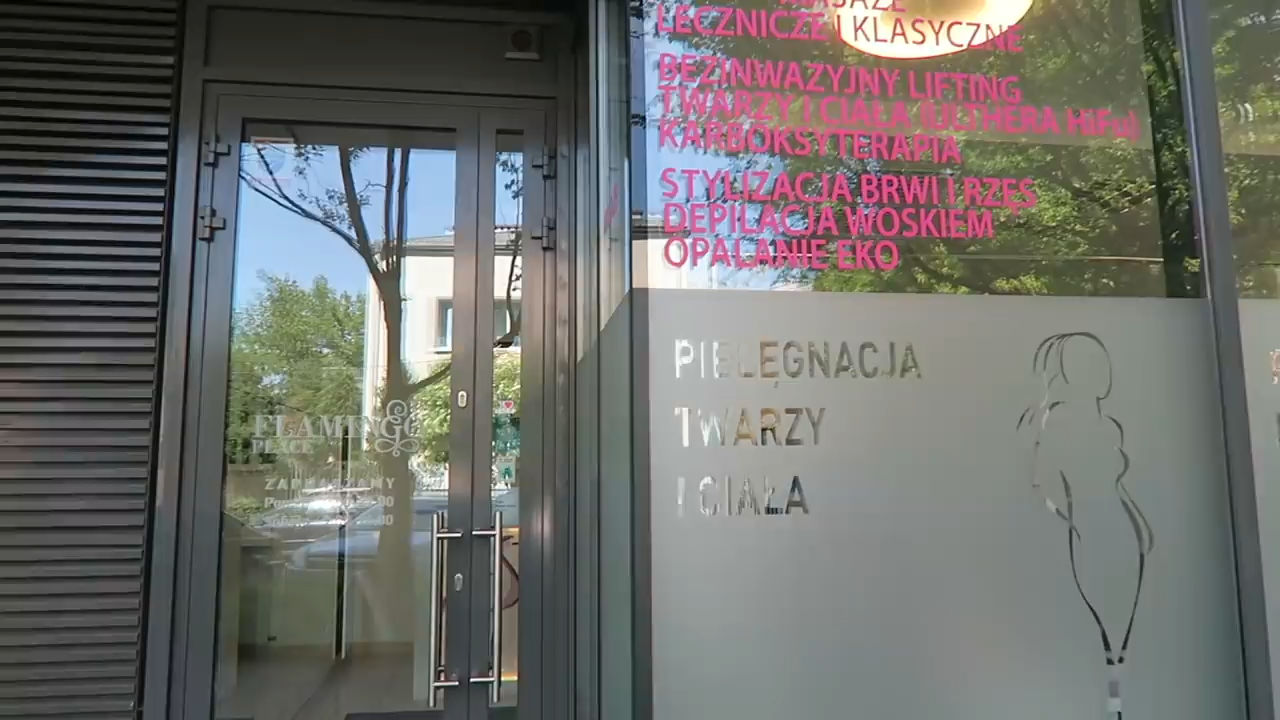 MASAŻE
LECZNICZE I KLASYCZNE
BEZINWAZYJNY LIFTING
TWARZY I CIAŁA (ULTHERA HiFu)
KARBOKSYTERAPIA
STYLIZACJA BRWI I RZĘS
DEPILACJA WOSKIEM
OPALANIE EKO
PIELĘGNACJA
TWARZY
I CIAŁA
FLAMINGO
PLACE
ZAPRASZAMY